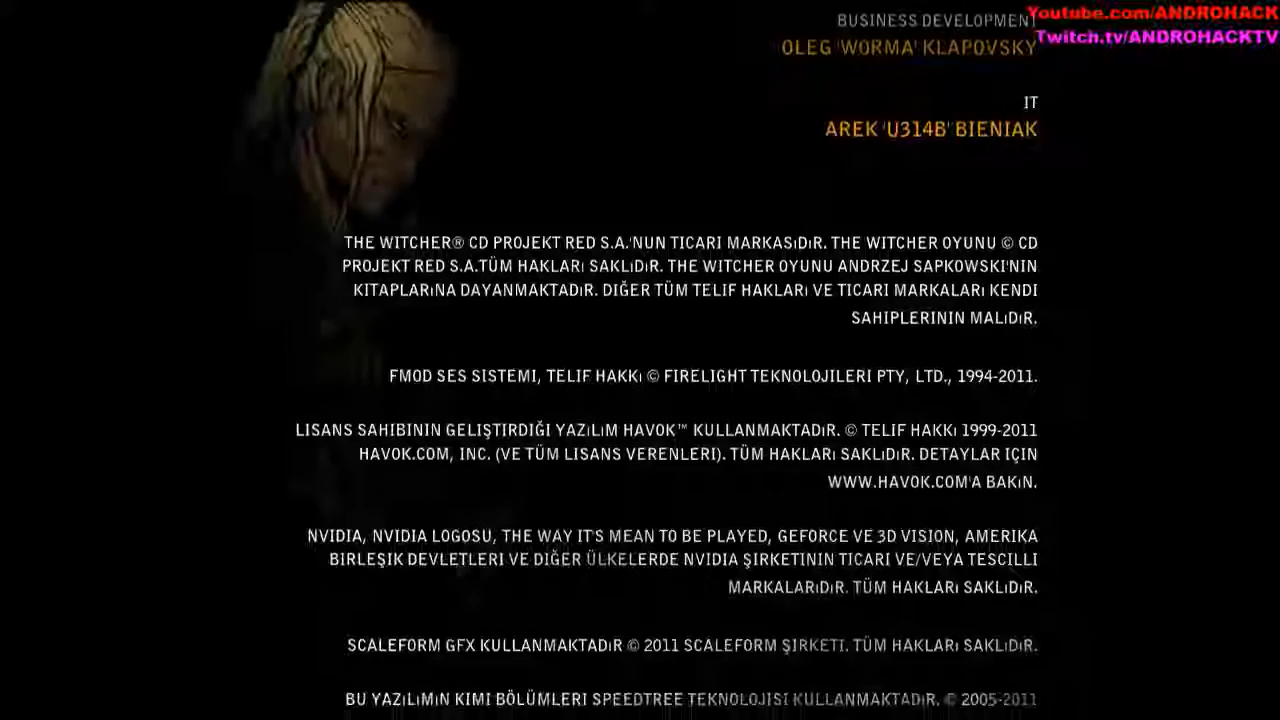 BUSINESS DEVELOPMENT
Youtube.com/ANDROHACK
OLEG 'WORMA' KLAPOVSKY
Twitch.tv/ANDROHACKTV
IT
AREK 'U314B' BIENIAK
THE WITCHER® CD PROJEKT RED S.A.'NUN TICARI MARKASıDıR. THE WITCHER OYUNU © CD
PROJEKT RED S.A.TÜM HAKLARı SAKLıDıR. THE WITCHER OYUNU ANDRZEJ SAPKOWSKI'NIN
KITAPLARıNA DAYANMAKTADıR. DIĞER TÜM TELIF HAKLARı VE TICARI MARKALARı KENDI
SAHIPLERININ MALıDıR.
FMOD SES SISTEMI, TELIF HAKKı © FIRELIGHT TEKNOLOJILERI PTY, LTD., 1994-2011.
LISANS SAHIBININ GELIŞTIRDIĞI YAZıLıM HAVOK™ KULLANMAKTADıR. © TELIF HAKKı 1999-2011
HAVOK.COM, INC. (VE TÜM LISANS VERENLERI). TÜM HAKLARı SAKLıDıR. DETAYLAR IÇIN
WWW.HAVOK.COM'A BAKıN.
NVIDIA, NVIDIA LOGOSU, THE WAY IT'S MEAN TO BE PLAYED, GEFORCE VE 3D VISION, AMERIKA
BIRLEŞIK DEVLETLERI VE DIĞER ÜLKELERDE NVIDIA ŞIRKETININ TICARI VE/VEYA TESCILLI
MARKALARıDıR. TÜM HAKLARı SAKLıDıR.
SCALEFORM GFX KULLANMAKTADıR © 2011 SCALEFORM ŞIRKETI. TÜM HAKLARı SAKLıDıR.
BU YAZıLıMıN KIMI BÖLÜMLERI SPEEDTREE TEKNOLOJISI KULLANMAKTADıR. © 2005-2011